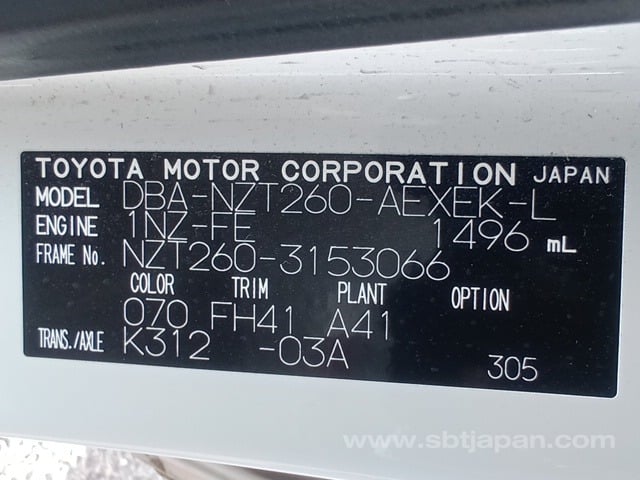 TOYOTA MOTOR CORPORATION JAPAN
MODEL DBA-NZT260-AEXEK-L
ENGINE 1NZ-FE 1496 mL
FRAME No. NZT260-3153066
COLOR TRIM PLANT OPTION
070 FH41 A41
TRANS./AXLE K312 -03A
305
www.sbtjapan.com